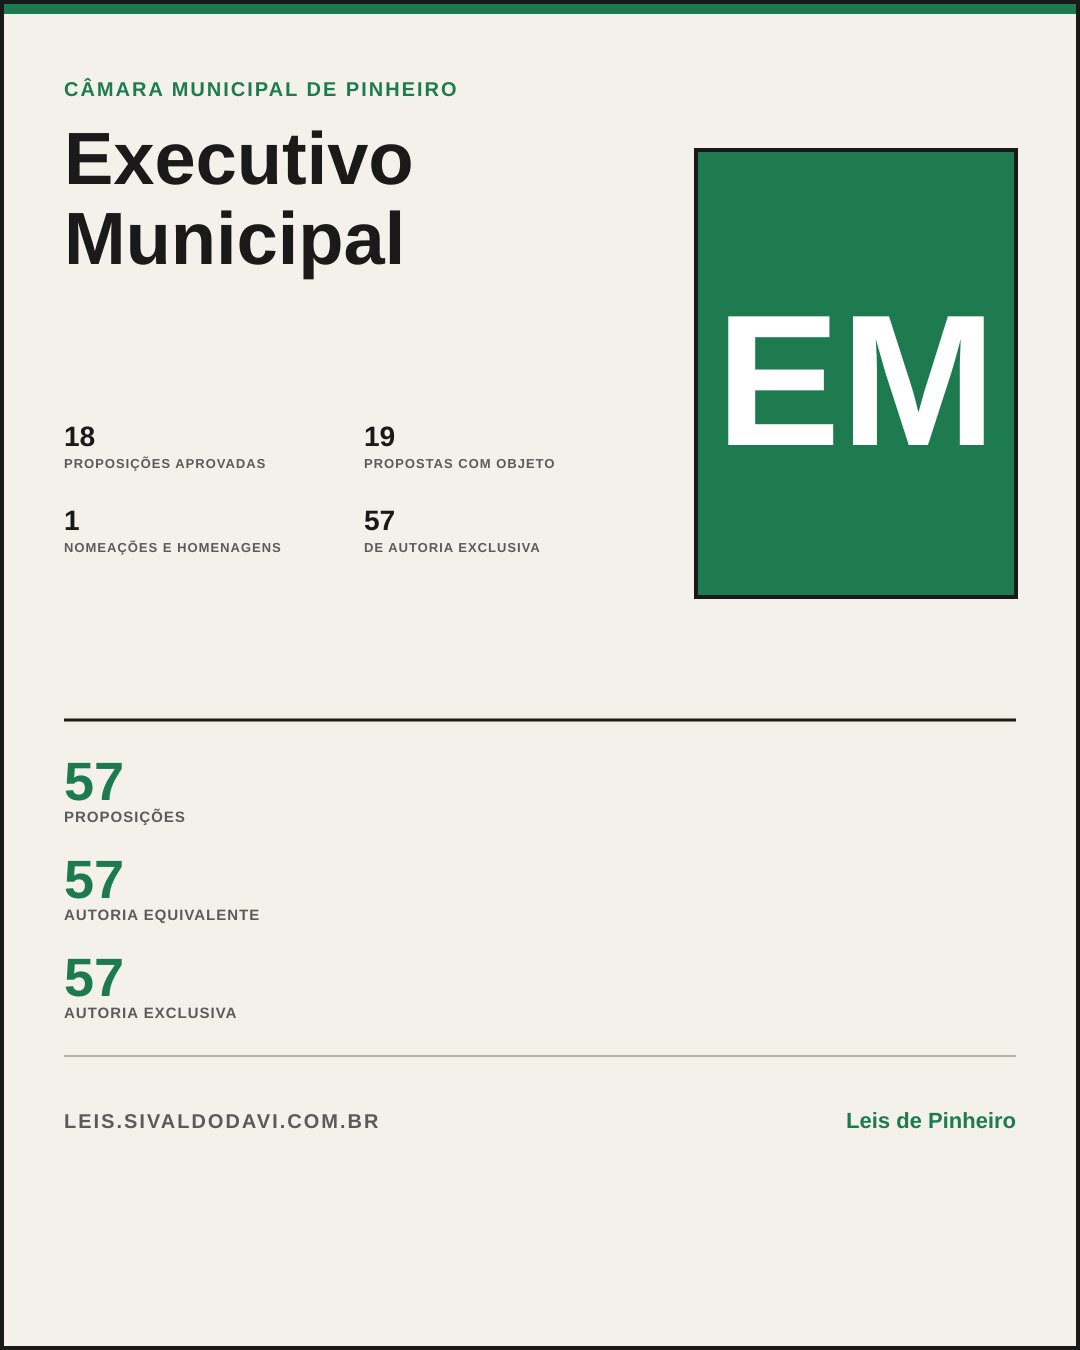 CÂMARA MUNICIPAL DE PINHEIRO
Executivo
Municipal
EM
18
PROPOSIÇÕES APROVADAS
19
PROPOSTAS COM OBJETO
1
NOMEAÇÕES E HOMENAGENS
57
DE AUTORIA EXCLUSIVA
57
PROPOSIÇÕES
57
AUTORIA EQUIVALENTE
57
AUTORIA EXCLUSIVA
LEIS.SIVALDODAVI.COM.BR
Leis de Pinheiro